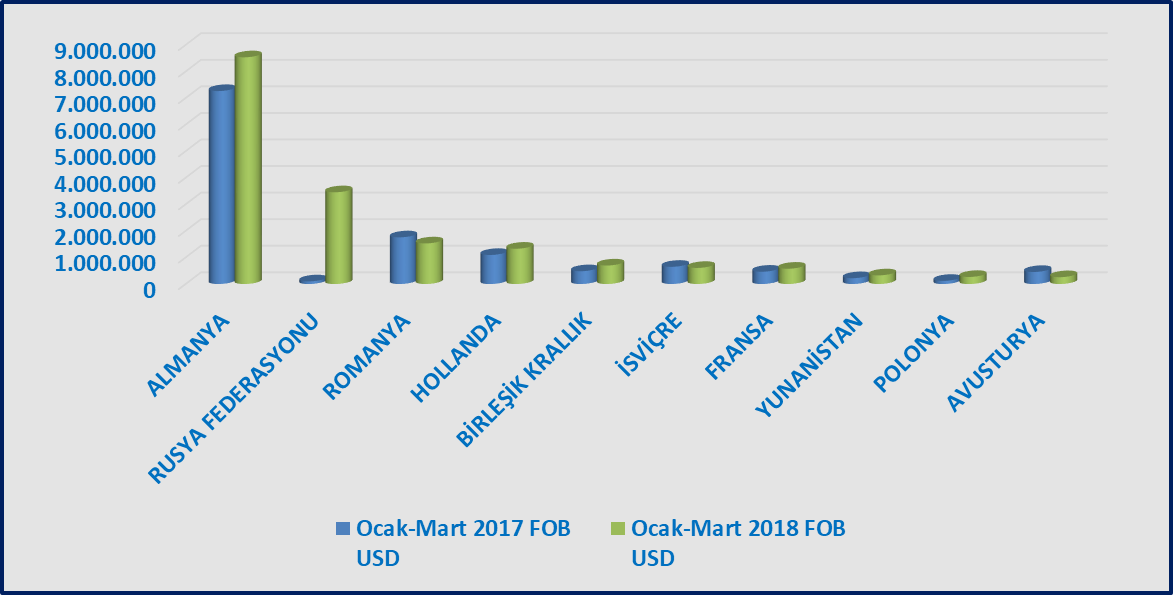 9.000.000
8.000.000
7.000.000
6.000.000
5.000.000
4.000.000
3.000.000
2.000.000
1.000.000
0
ALMANYA
RUSYA FEDERASYONU
ROMANYA
HOLLANDA
BİRLEŞİK KRALLIK
İSVİÇRE
FRANSA
YUNANİSTAN
POLONYA
AVUSTURYA
Ocak-Mart 2017 FOB
USD
Ocak-Mart 2018 FOB
USD